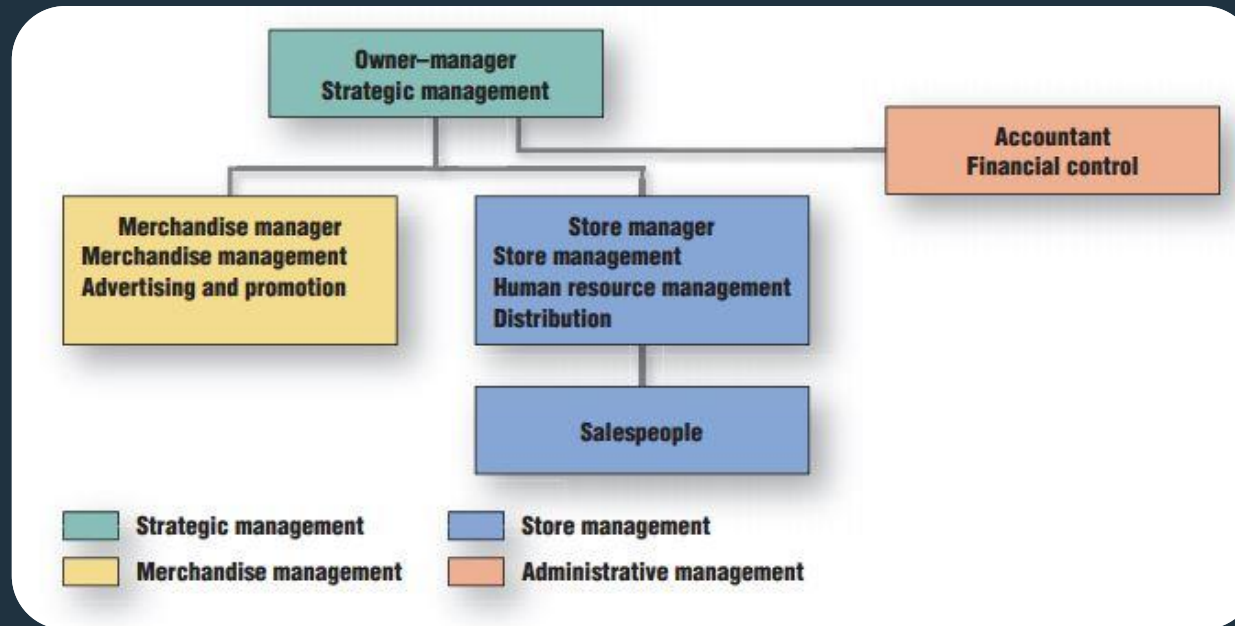 Owner–manager
Strategic management
Accountant
Financial control
Merchandise manager
Merchandise management
Advertising and promotion
Store manager
Store management
Human resource management
Distribution
Salespeople
Strategic management
Store management
Merchandise management
Administrative management